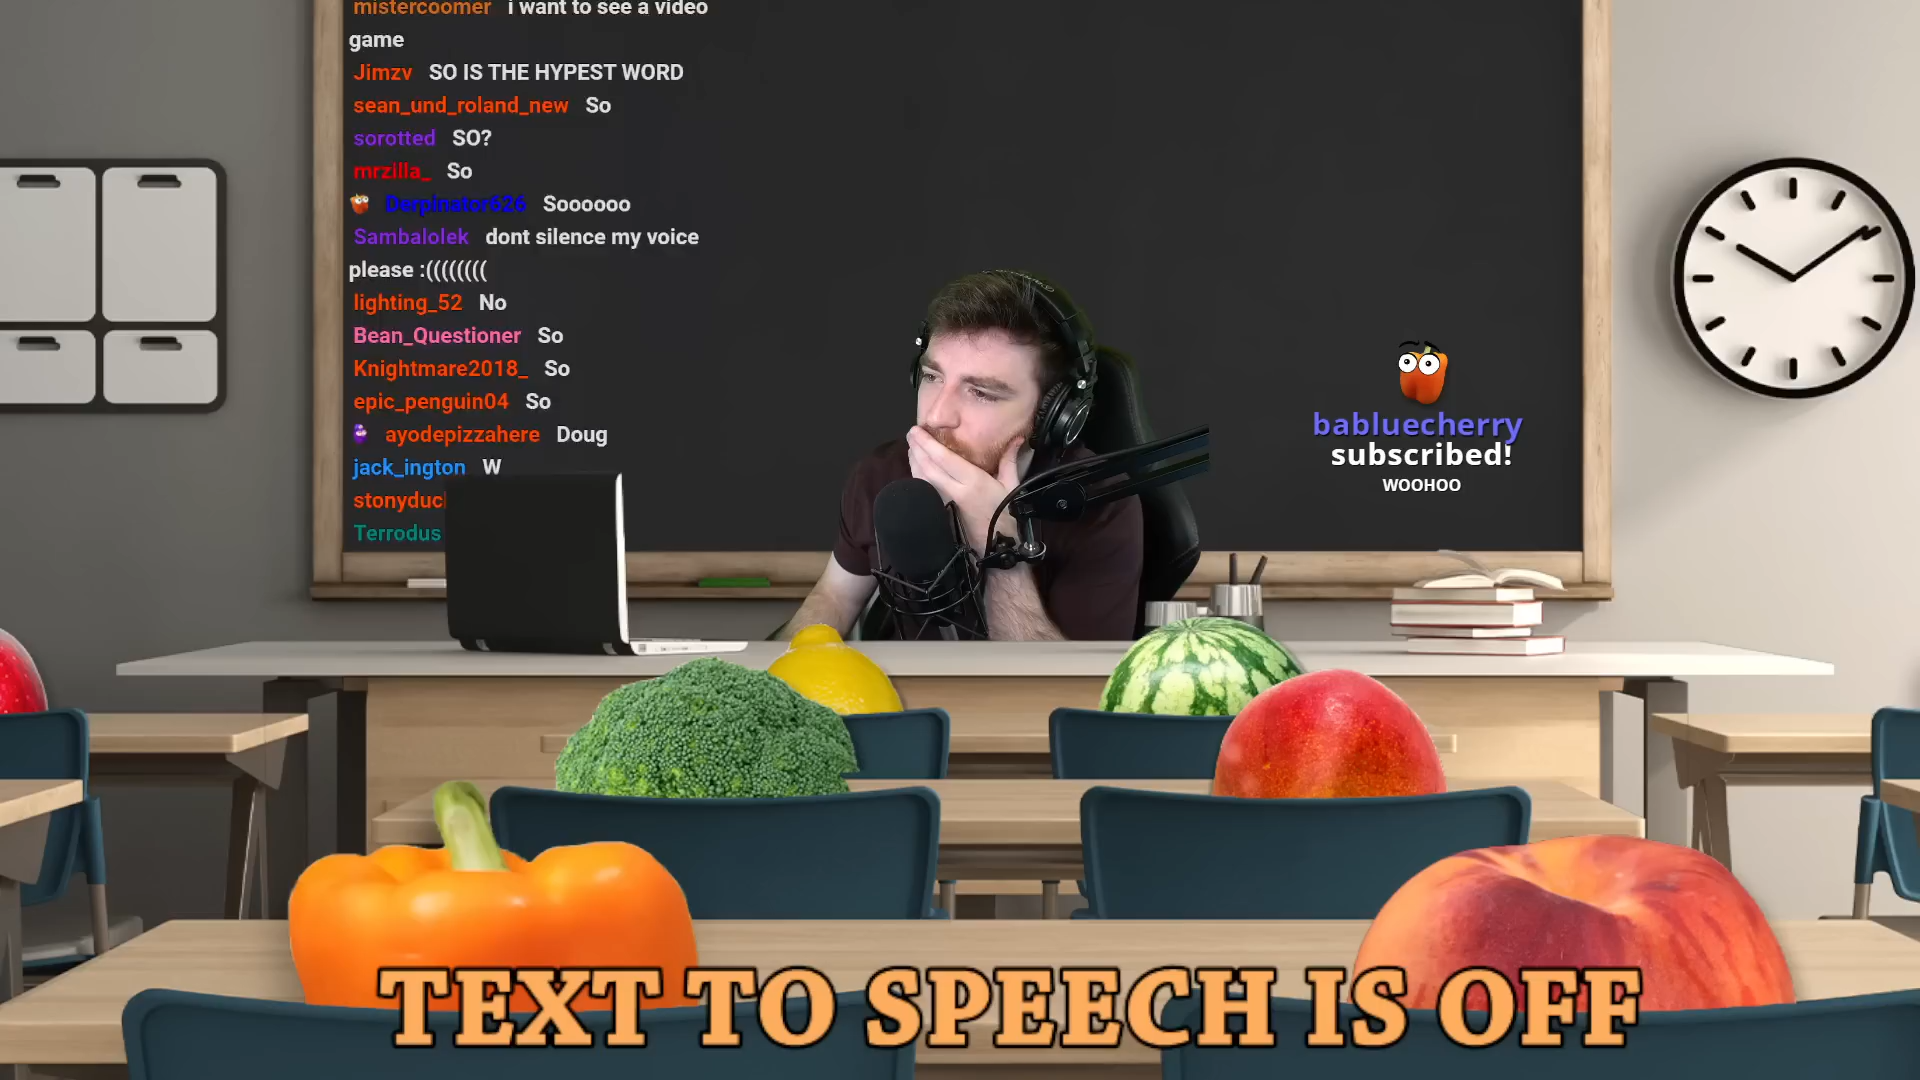 mistercoomer i want to see a video
game
Jimzv SO IS THE HYPEST WORD
sean_und_roland_new So
sorotted SO?
mrzilla_ So
Derpinator626 Soooooo
Sambalolek dont silence my voice
please :((((((((
lighting_52 No
Bean_Questioner So
Knightmare2018_ So
epic_penguin04 So
ayodepizzahere Doug
jack_ington W
Terrodus
babluecherry
subscribed!
WOOHOO
TEXT TO SPEECH IS OFF